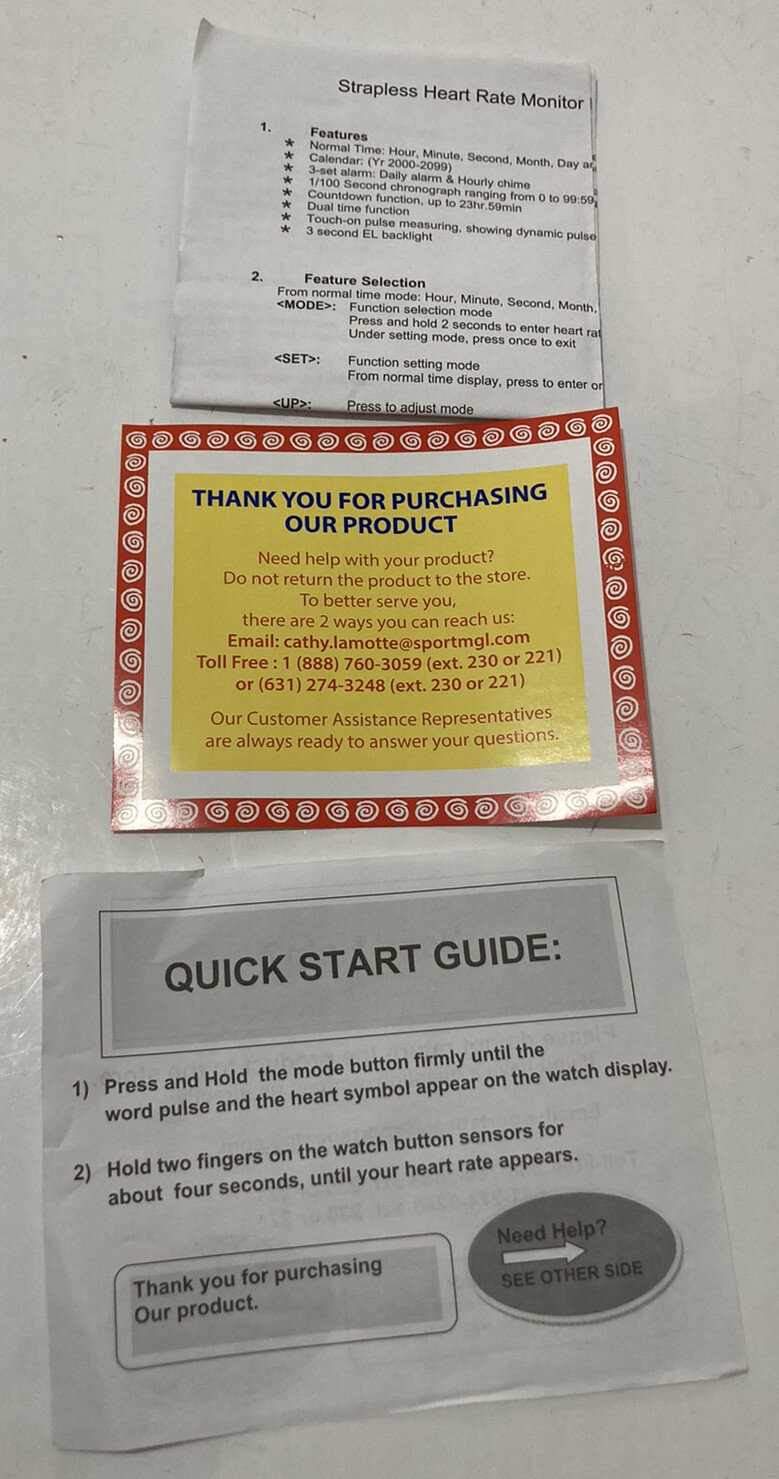 Strapless Heart Rate Monitor
1. Features
* Normal Time: Hour, Minute, Second, Month, Day
* Calendar: (Yr 2000-2099)
* 3-set alarm: Daily alarm & Hourly chime
* 1/100 Second chronograph ranging from 0 to 99:59
* Countdown function, up to 23hr.59min
* Dual time function
* Touch-on pulse measuring, showing dynamic pulse
* 3 second EL backlight
2. Feature Selection
From normal time mode: Hour, Minute, Second, Month,
<MODE>: Function selection mode
Press and hold 2 seconds to enter heart
Under setting mode, press once to exit
<SET>: Function setting mode
From normal time display, press to enter or
<UP>: Press to adjust mode
THANK YOU FOR PURCHASING
OUR PRODUCT
Need help with your product?
Do not return the product to the store.
To better serve you,
there are 2 ways you can reach us:
Email: cathy.lamotte@sportmgl.com
Toll Free : 1 (888) 760-3059 (ext. 230 or 221)
or (631) 274-3248 (ext. 230 or 221)
Our Customer Assistance Representatives
are always ready to answer your questions.
QUICK START GUIDE:
1) Press and Hold the mode button firmly until the
word pulse and the heart symbol appear on the watch display.
2) Hold two fingers on the watch button sensors for
about four seconds, until your heart rate appears.
Need Help?
SEE OTHER SIDE
Thank you for purchasing
Our product.